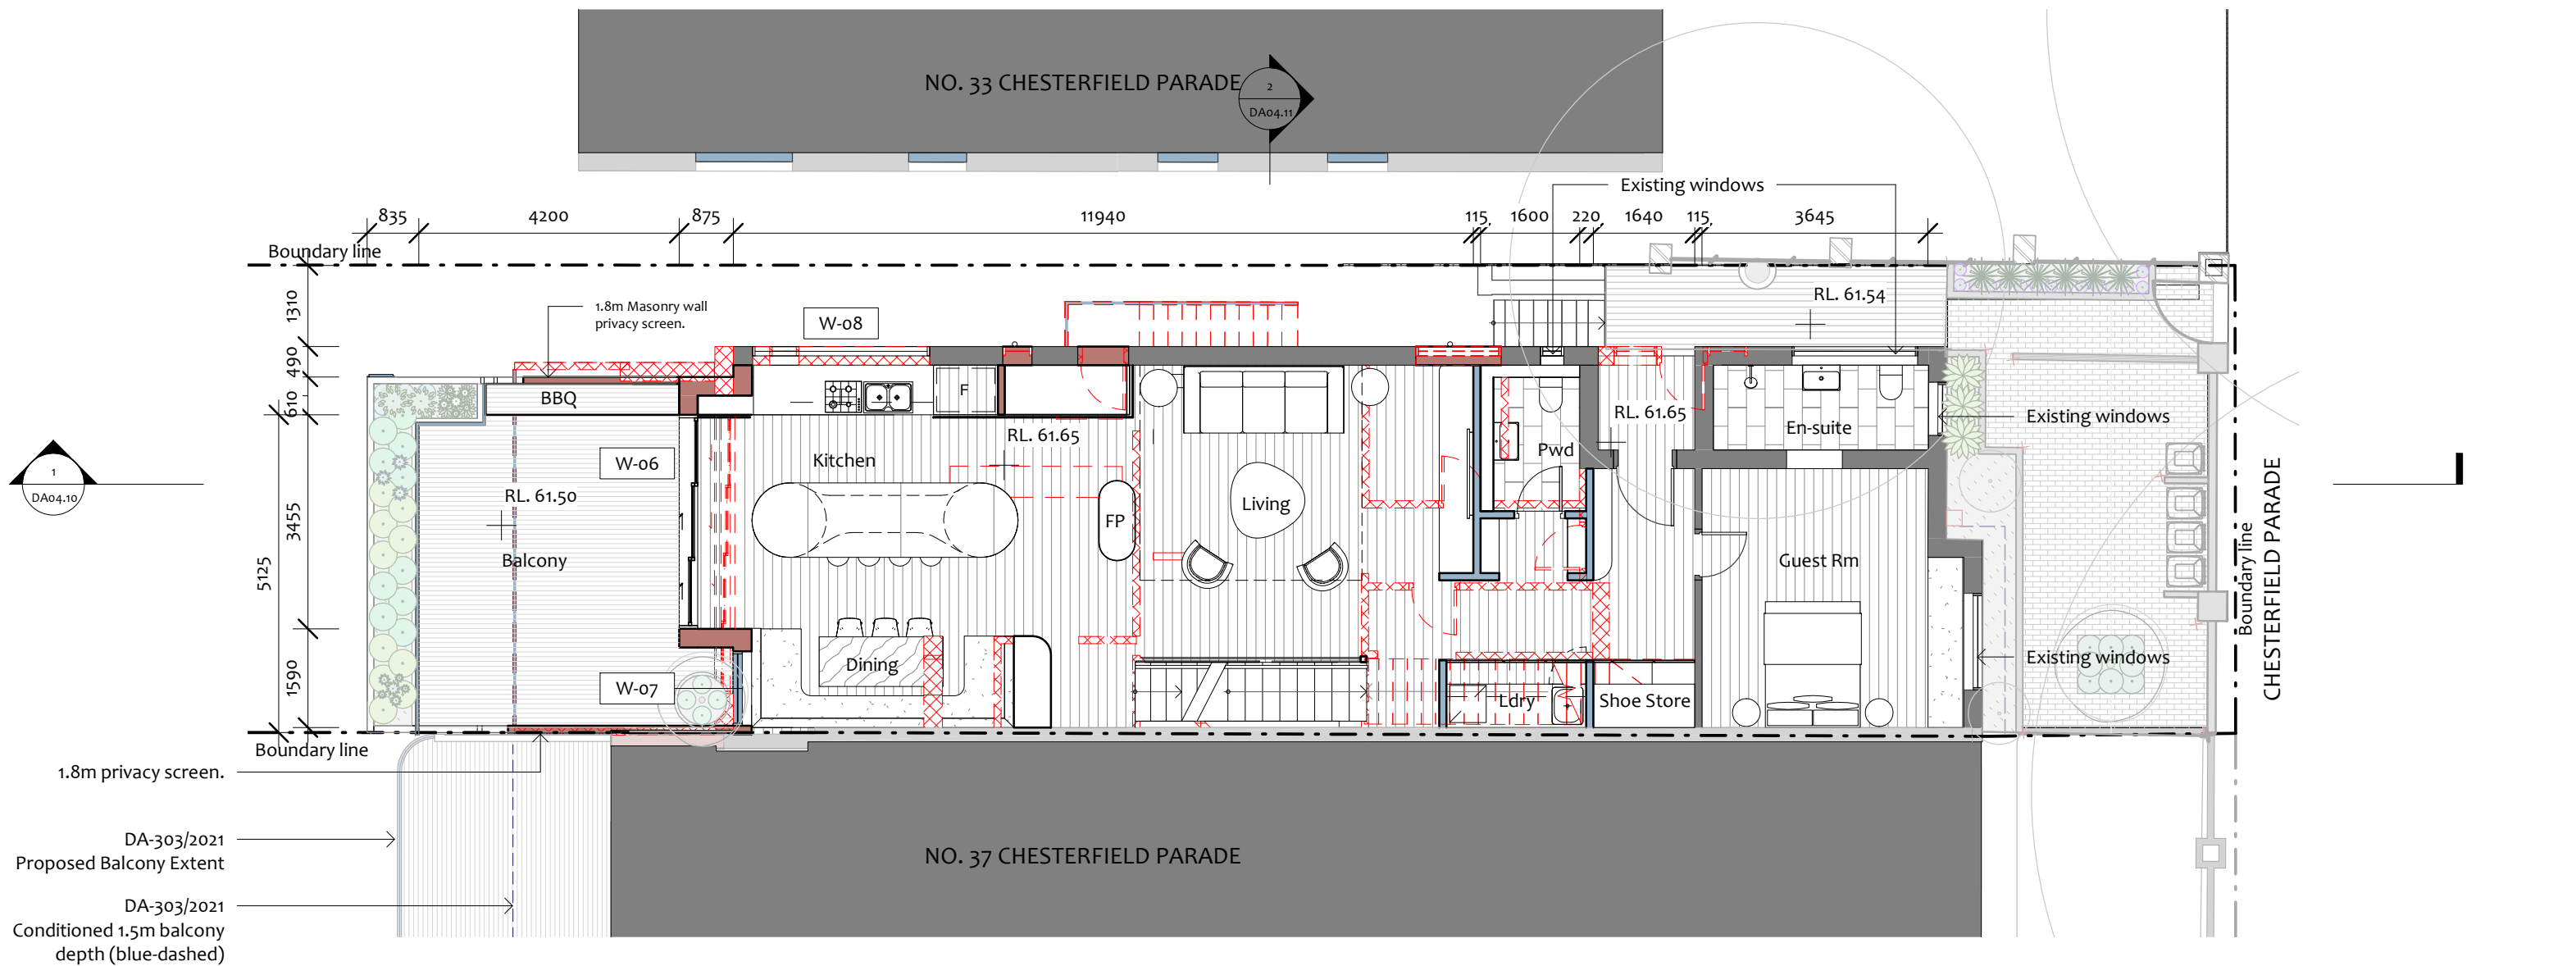 NO. 33 CHESTERFIELD PARADE
2
DA04.11
Existing windows
835
4200
875
11940
115,
1600
220
1640
115,
3645
Boundary line
1310
490
610
3455
5125
1590
1.8m Masonry wall
privacy screen.
W-08
RL. 61.54
BBQ
F
RL. 61.65
RL. 61.65
Existing windows
En-suite
Pwd
Kitchen
W-06
1
DA04.10
RL. 61.50
Living
FP
Balcony
Guest Rm
Boundary line
CHESTERFIELD PARADE
Existing windows
Dining
W-07
Ldry
Shoe Store
Boundary line
1.8m privacy screen.
DA-303/2021
Proposed Balcony Extent
NO. 37 CHESTERFIELD PARADE
DA-303/2021
Conditioned 1.5m balcony
depth (blue-dashed)